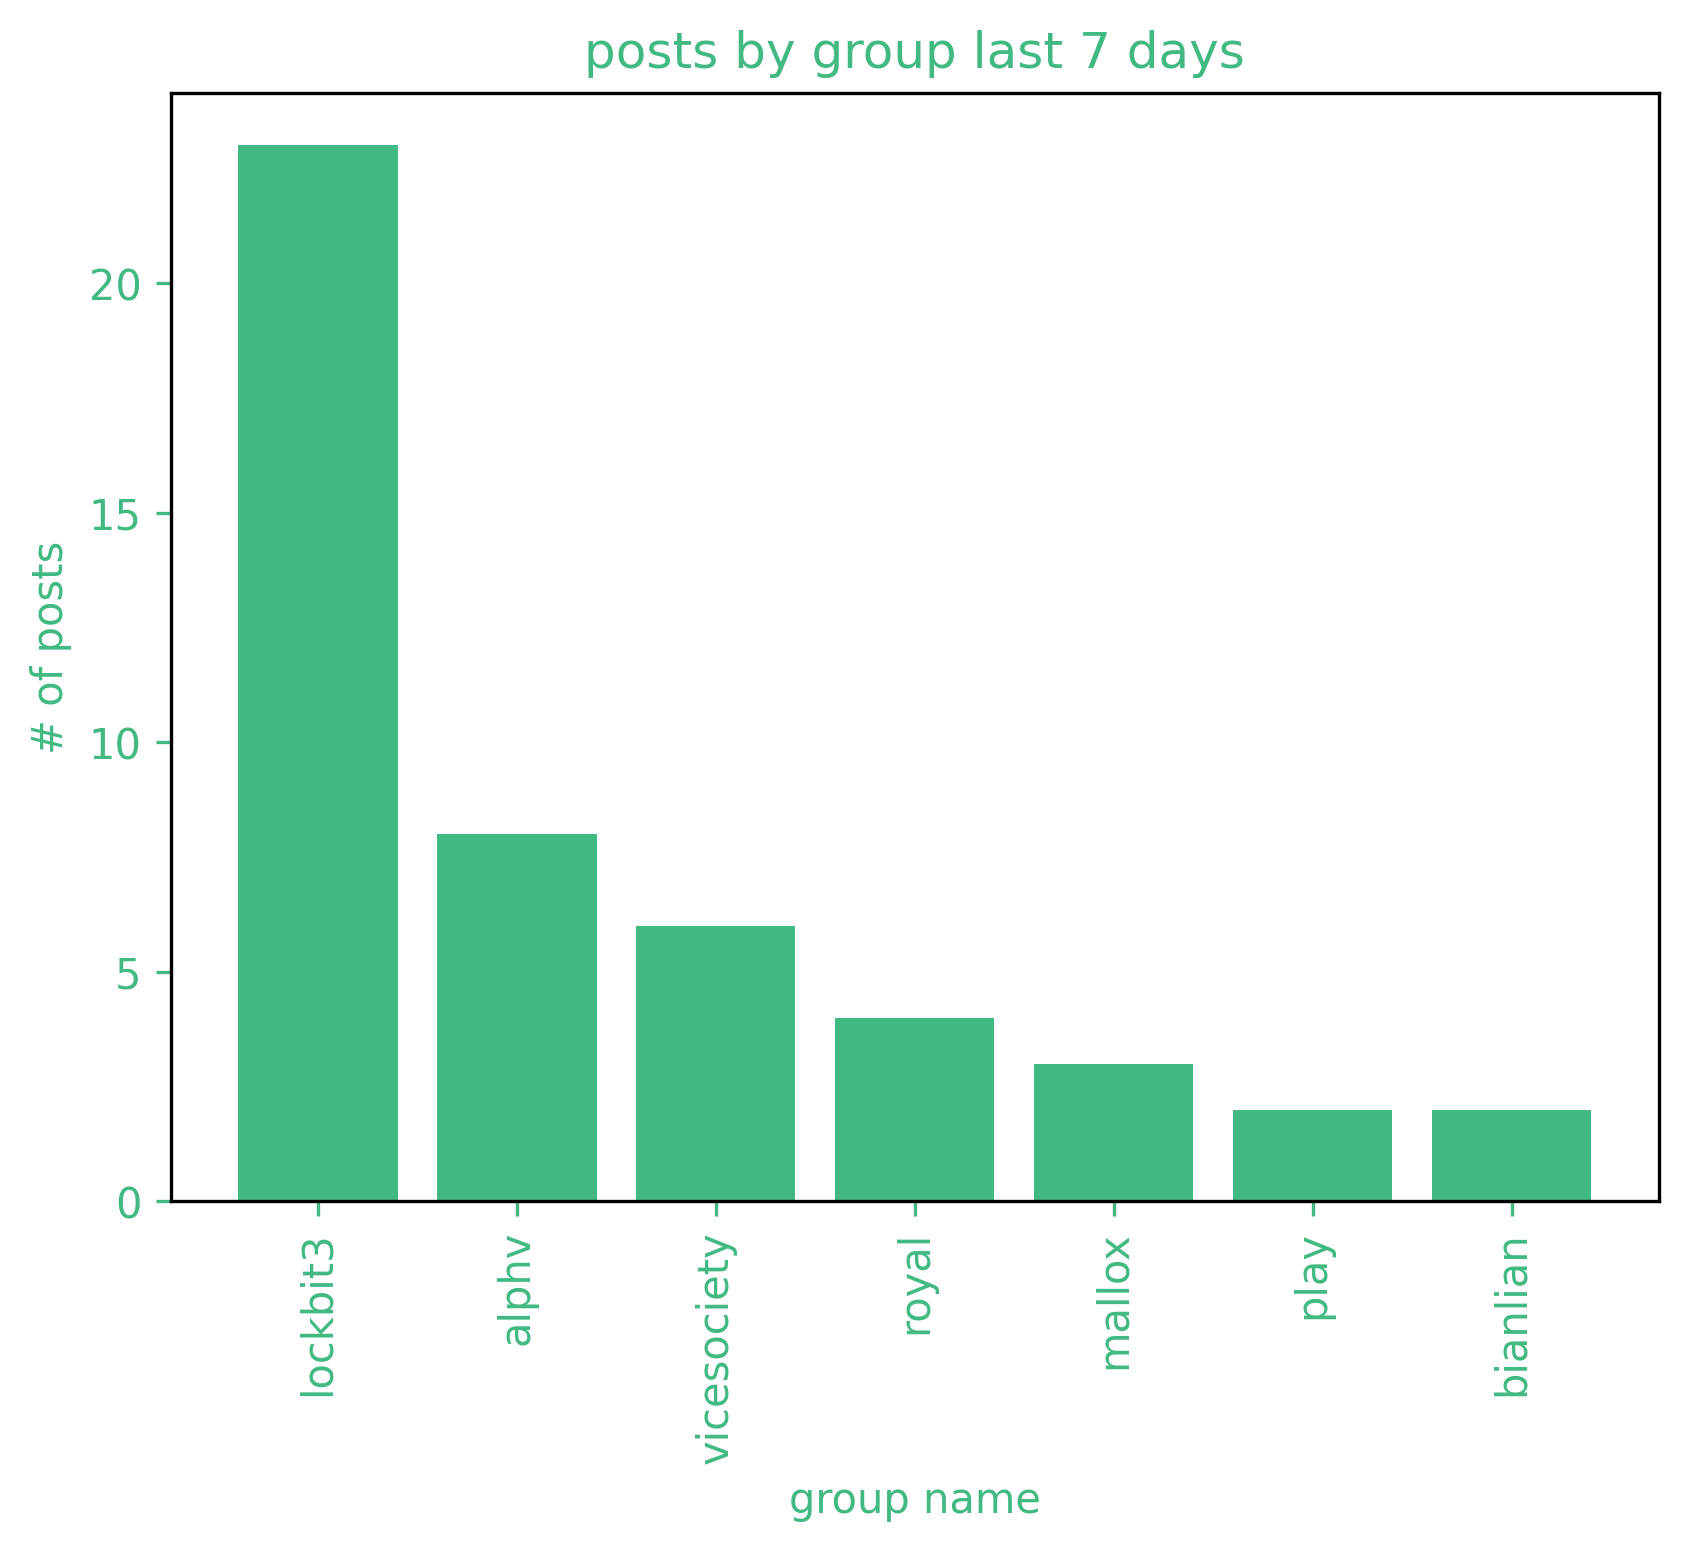 posts by group last 7 days
# of posts
20
15
10
5
0
lockbit3
alphv
vicesociety
royal
mallox
play
bianlian
group name